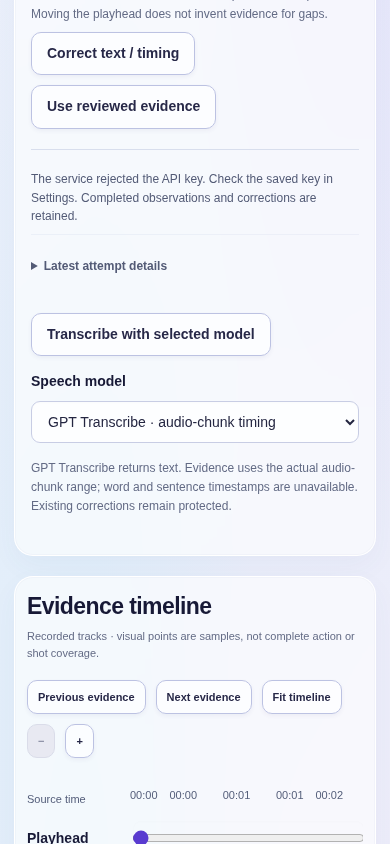 Moving the playhead does not invent evidence for gaps.
Correct text / timing
Use reviewed evidence
The service rejected the API key. Check the saved key in
Settings. Completed observations and corrections are
retained.
Latest attempt details
Transcribe with selected model
Speech model
GPT Transcribe · audio-chunk timing
GPT Transcribe returns text. Evidence uses the actual audio-
chunk range; word and sentence timestamps are unavailable.
Existing corrections remain protected.
Evidence timeline
Recorded tracks · visual points are samples, not complete action or
shot coverage.
Previous evidence Next evidence Fit timeline
− +
Source time 00:00 00:00 00:01 00:01 00:02
Playhead